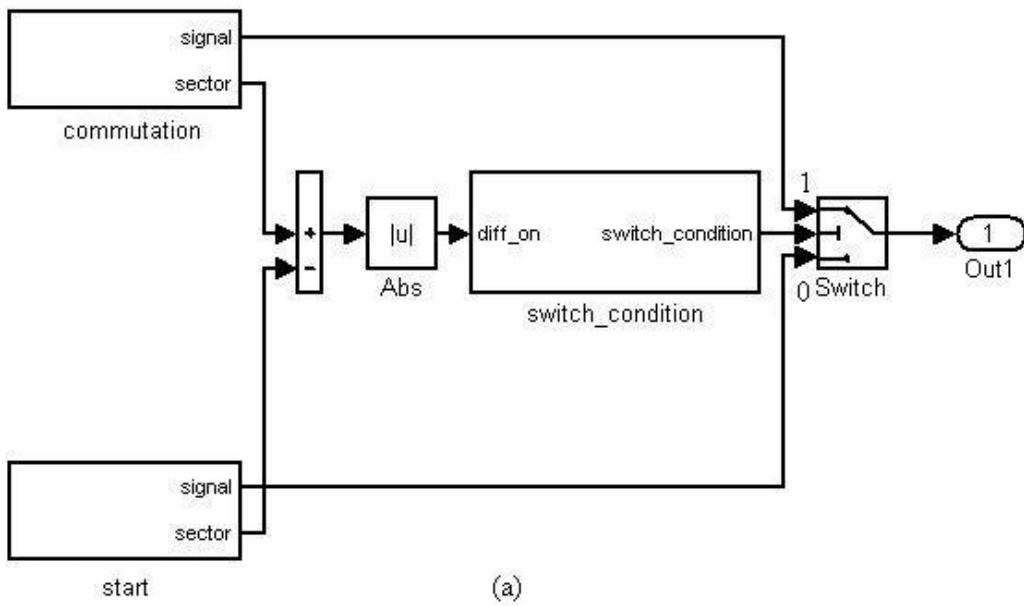 signal
sector
commutation
+
−
|u|
Abs
diff_on
switch_condition
switch_condition
1
0
Switch
1
Out1
signal
sector
start
(a)